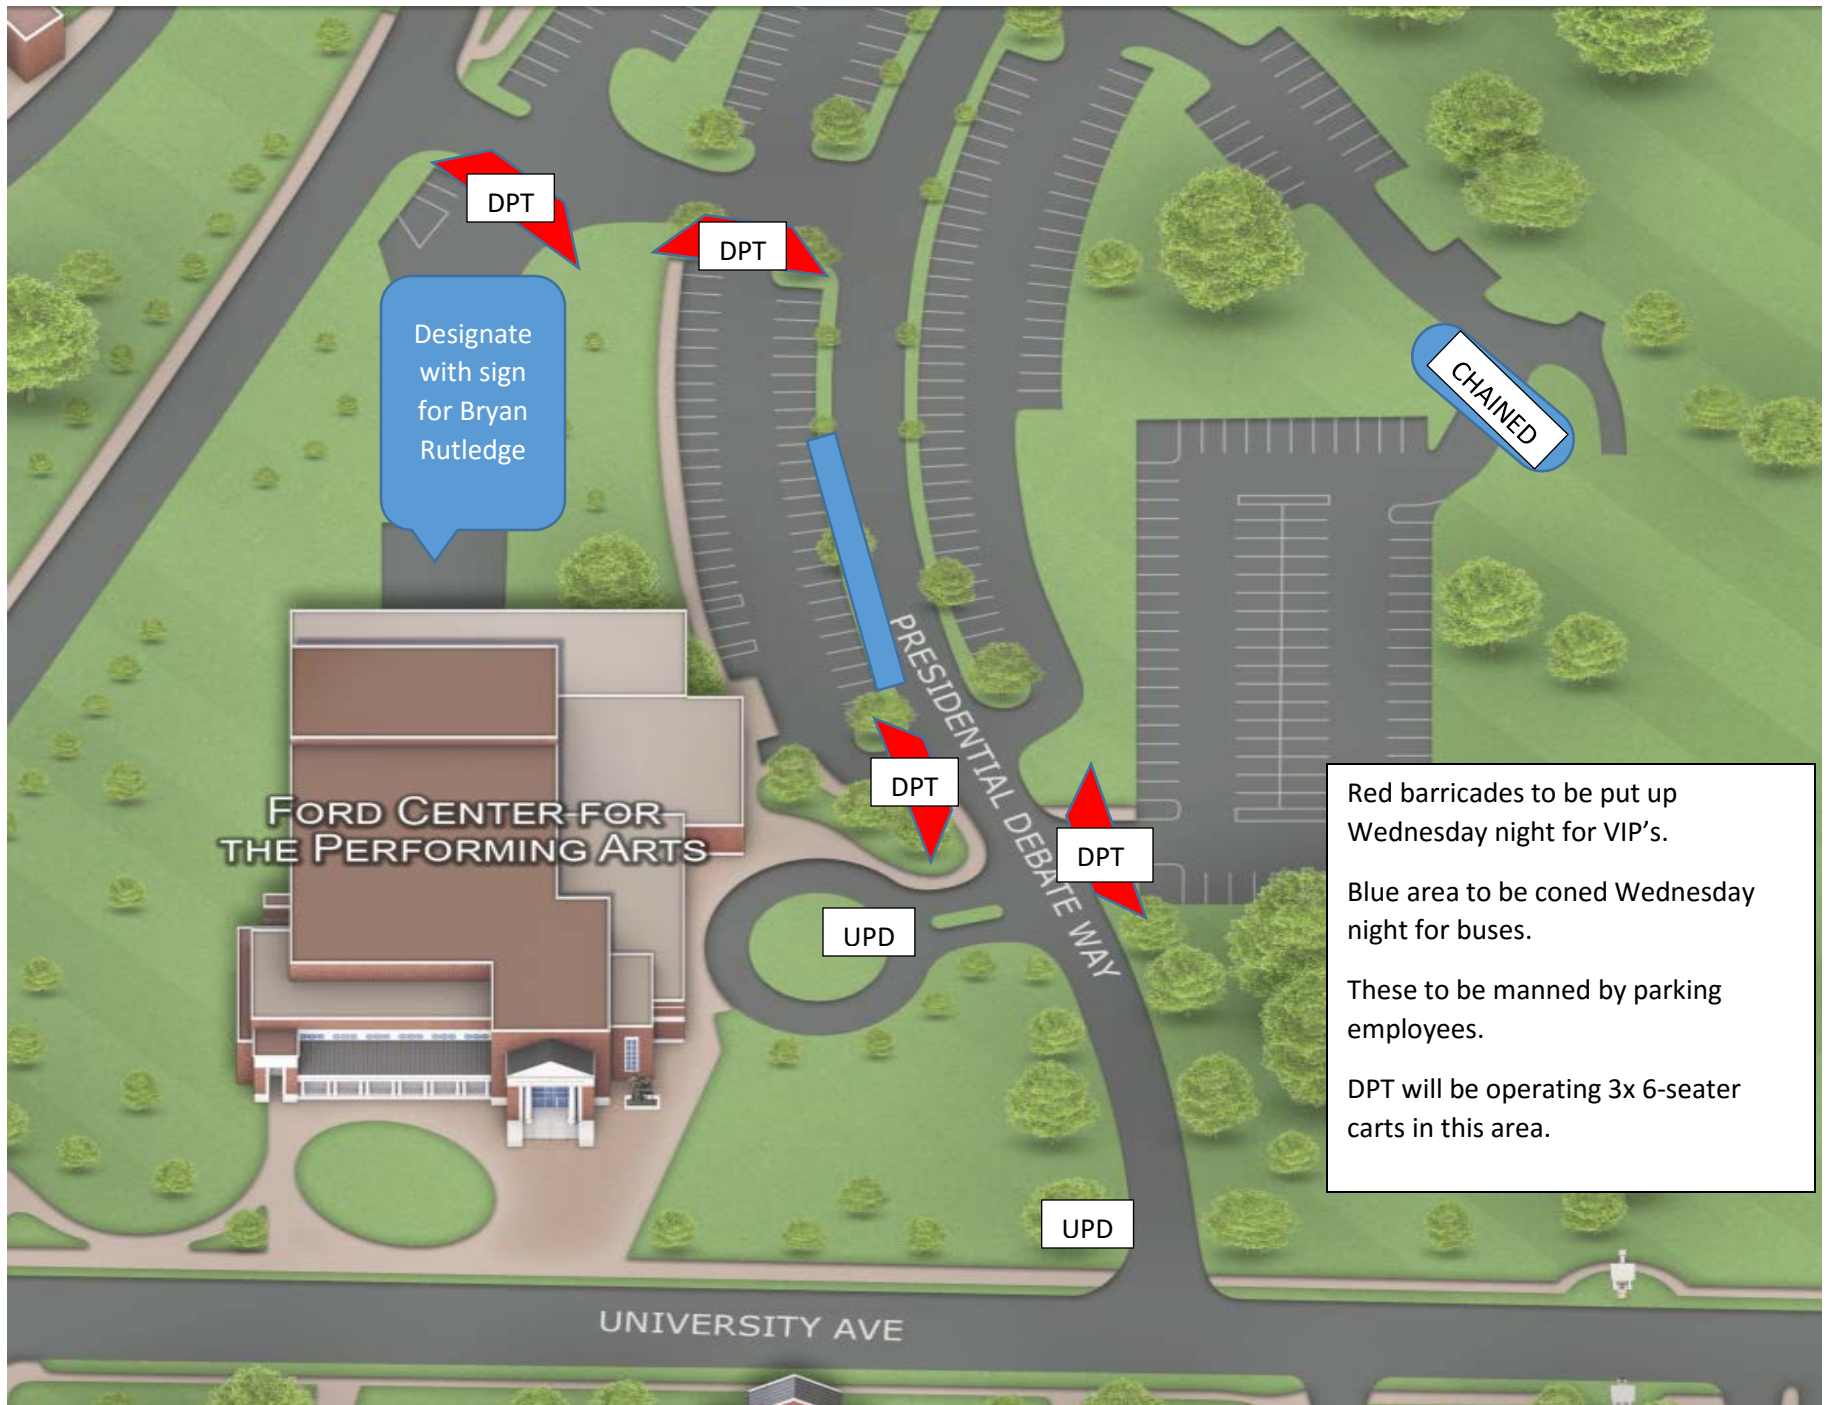 DPT
DPT
Designate
with sign
for Bryan
Rutledge
CHAINED
PRESIDENTIAL DEBATE WAY
DPT
FORD CENTER FOR
THE PERFORMING ARTS
DPT
UPD
Red barricades to be put up
Wednesday night for VIP's.
Blue area to be coned Wednesday
night for buses.
These to be manned by parking
employees.
DPT will be operating 3x 6-seater
carts in this area.
UPD
UNIVERSITY AVE